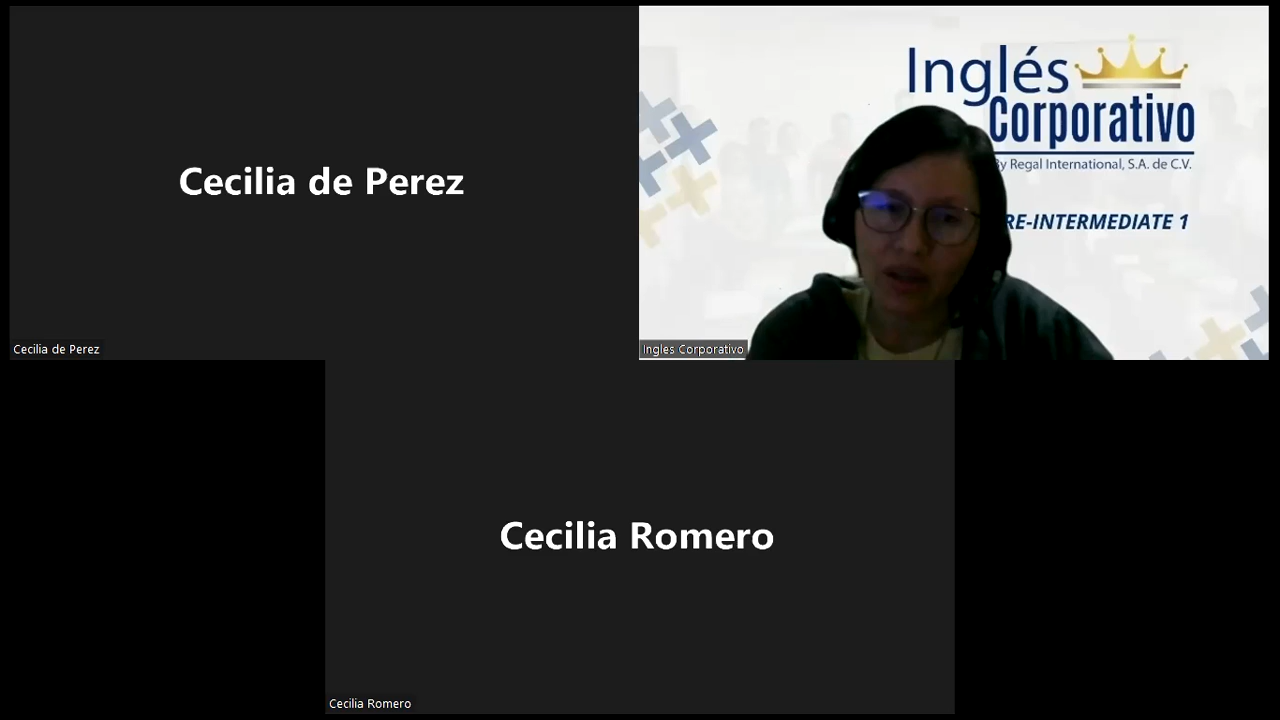 Cecilia de Perez
Cecilia de Perez
Inglés
Corporativo
By Regal International, S.A. de C.V.
RE-INTERMEDIATE 1
Ingles Corporativo
Cecilia Romero
Cecilia Romero